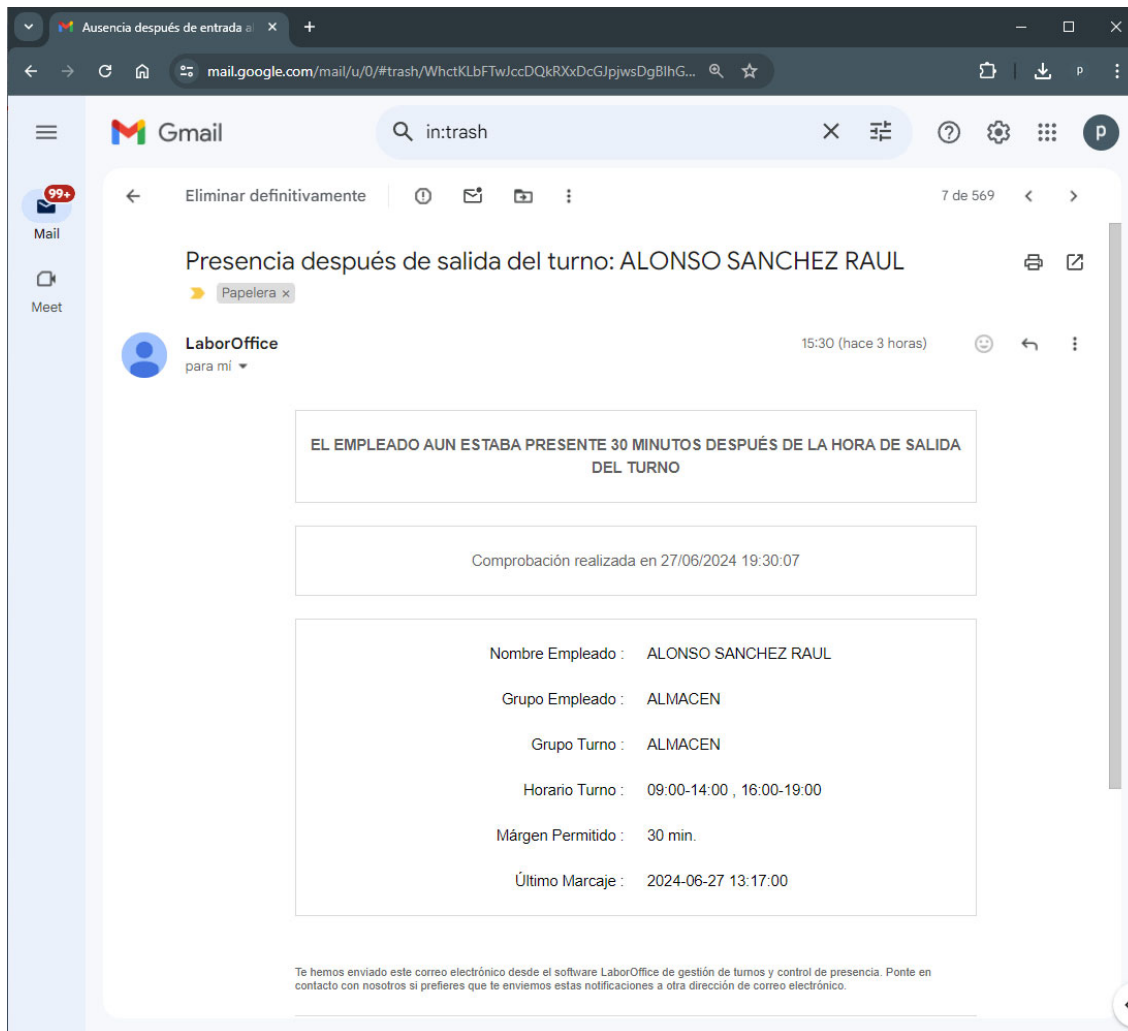 Ausencia después de entrada al
mail.google.com/mail/u/0/#trash/WhctKLbFTwJccDQkRXxDcGJpjwsDgBlhG...
P
Gmail
in:trash
p
99+
Mail
Meet
Eliminar definitivamente
7 de 569
Presencia después de salida del turno: ALONSO SANCHEZ RAUL
Papelera ×
LaborOffice
15:30 (hace 3 horas)
para mí
EL EMPLEADO AUN ESTABA PRESENTE 30 MINUTOS DESPUÉS DE LA HORA DE SALIDA
DEL TURNO
Comprobación realizada en 27/06/2024 19:30:07
Nombre Empleado : ALONSO SANCHEZ RAUL
Grupo Empleado : ALMACEN
Grupo Turno : ALMACEN
Horario Turno : 09:00-14:00 , 16:00-19:00
Márgen Permitido : 30 min.
Último Marcaje : 2024-06-27 13:17:00
Te hemos enviado este correo electrónico desde el software LaborOffice de gestión de turnos y control de presencia. Ponte en
contacto con nosotros si prefieres que te enviemos estas notificaciones a otra dirección de correo electrónico.